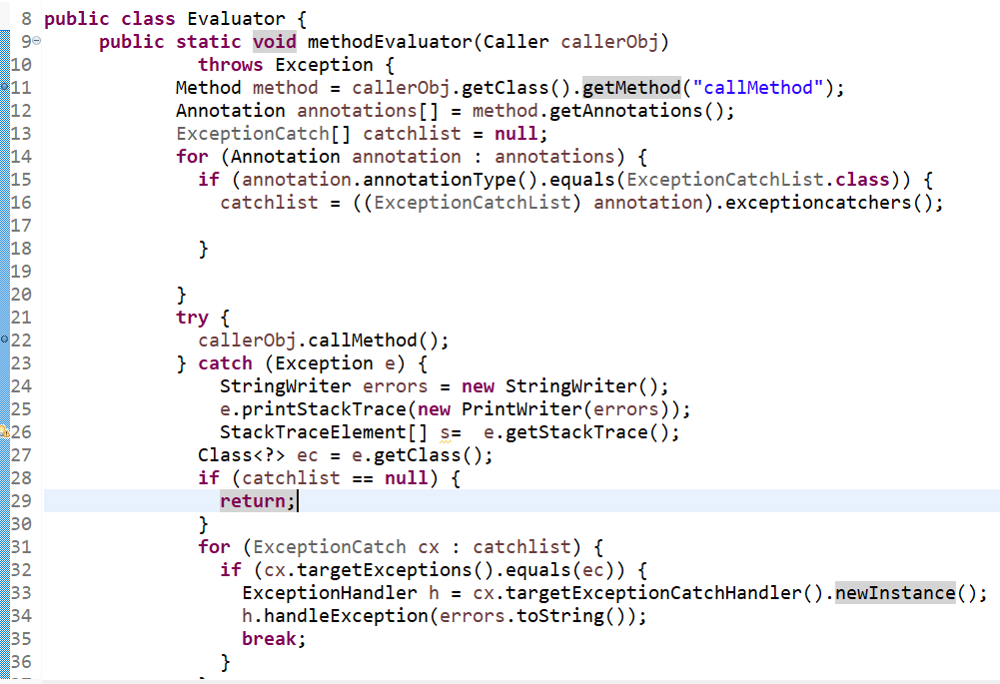 8 public class Evaluator {
9 public static void methodEvaluator(Caller callerObj)
10 throws Exception {
11 Method method = callerObj.getClass().getMethod("callMethod");
12 Annotation annotations[] = method.getAnnotations();
13 ExceptionCatch[] catchlist = null;
14 for (Annotation annotation : annotations) {
15 if (annotation.annotationType().equals(ExceptionCatchList.class)) {
16 catchlist = ((ExceptionCatchList) annotation).exceptioncatchers();
17
18 }
19
20 }
21 try {
22 callerObj.callMethod();
23 } catch (Exception e) {
24 StringWriter errors = new StringWriter();
25 e.printStackTrace(new PrintWriter(errors));
26 StackTraceElement[] s= e.getStackTrace();
27 Class<?> ec = e.getClass();
28 if (catchlist == null) {
29 return;
30 }
31 for (ExceptionCatch cx : catchlist) {
32 if (cx.targetExceptions().equals(ec)) {
33 ExceptionHandler h = cx.targetExceptionCatchHandler().newInstance();
34 h.handleException(errors.toString());
35 break;
36 }